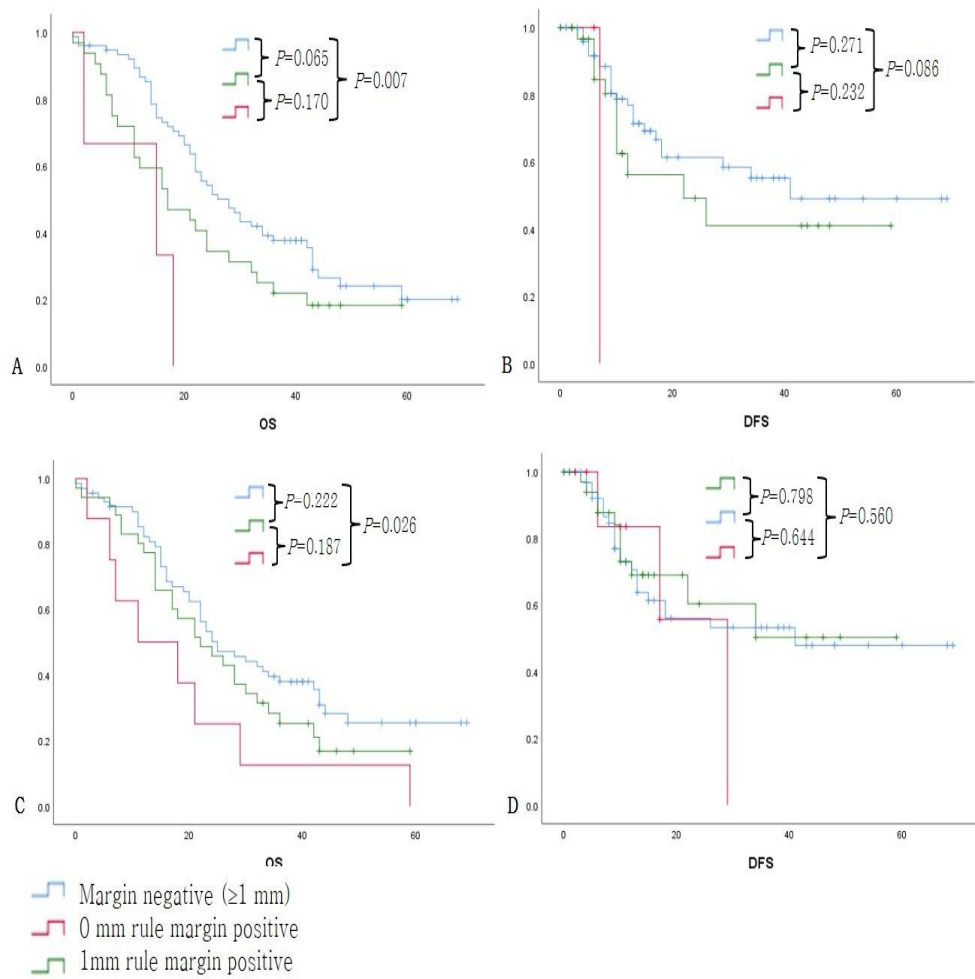 1.0
0.8
0.6
0.4
0.2
0.0
P=0.065
P=0.170
P=0.007
A
0 20 40 60
OS
1.0
0.8
0.6
0.4
0.2
0.0
P=0.271
P=0.232
P=0.086
B
0 20 40 60
DFS
1.0
0.8
0.6
0.4
0.2
0.0
P=0.222
P=0.187
P=0.026
C
0 20 40 60
OS
1.0
0.8
0.6
0.4
0.2
0.0
P=0.798
P=0.644
P=0.560
D
0 20 40 60
DFS
Margin negative (≥1 mm)
0 mm rule margin positive
1mm rule margin positive